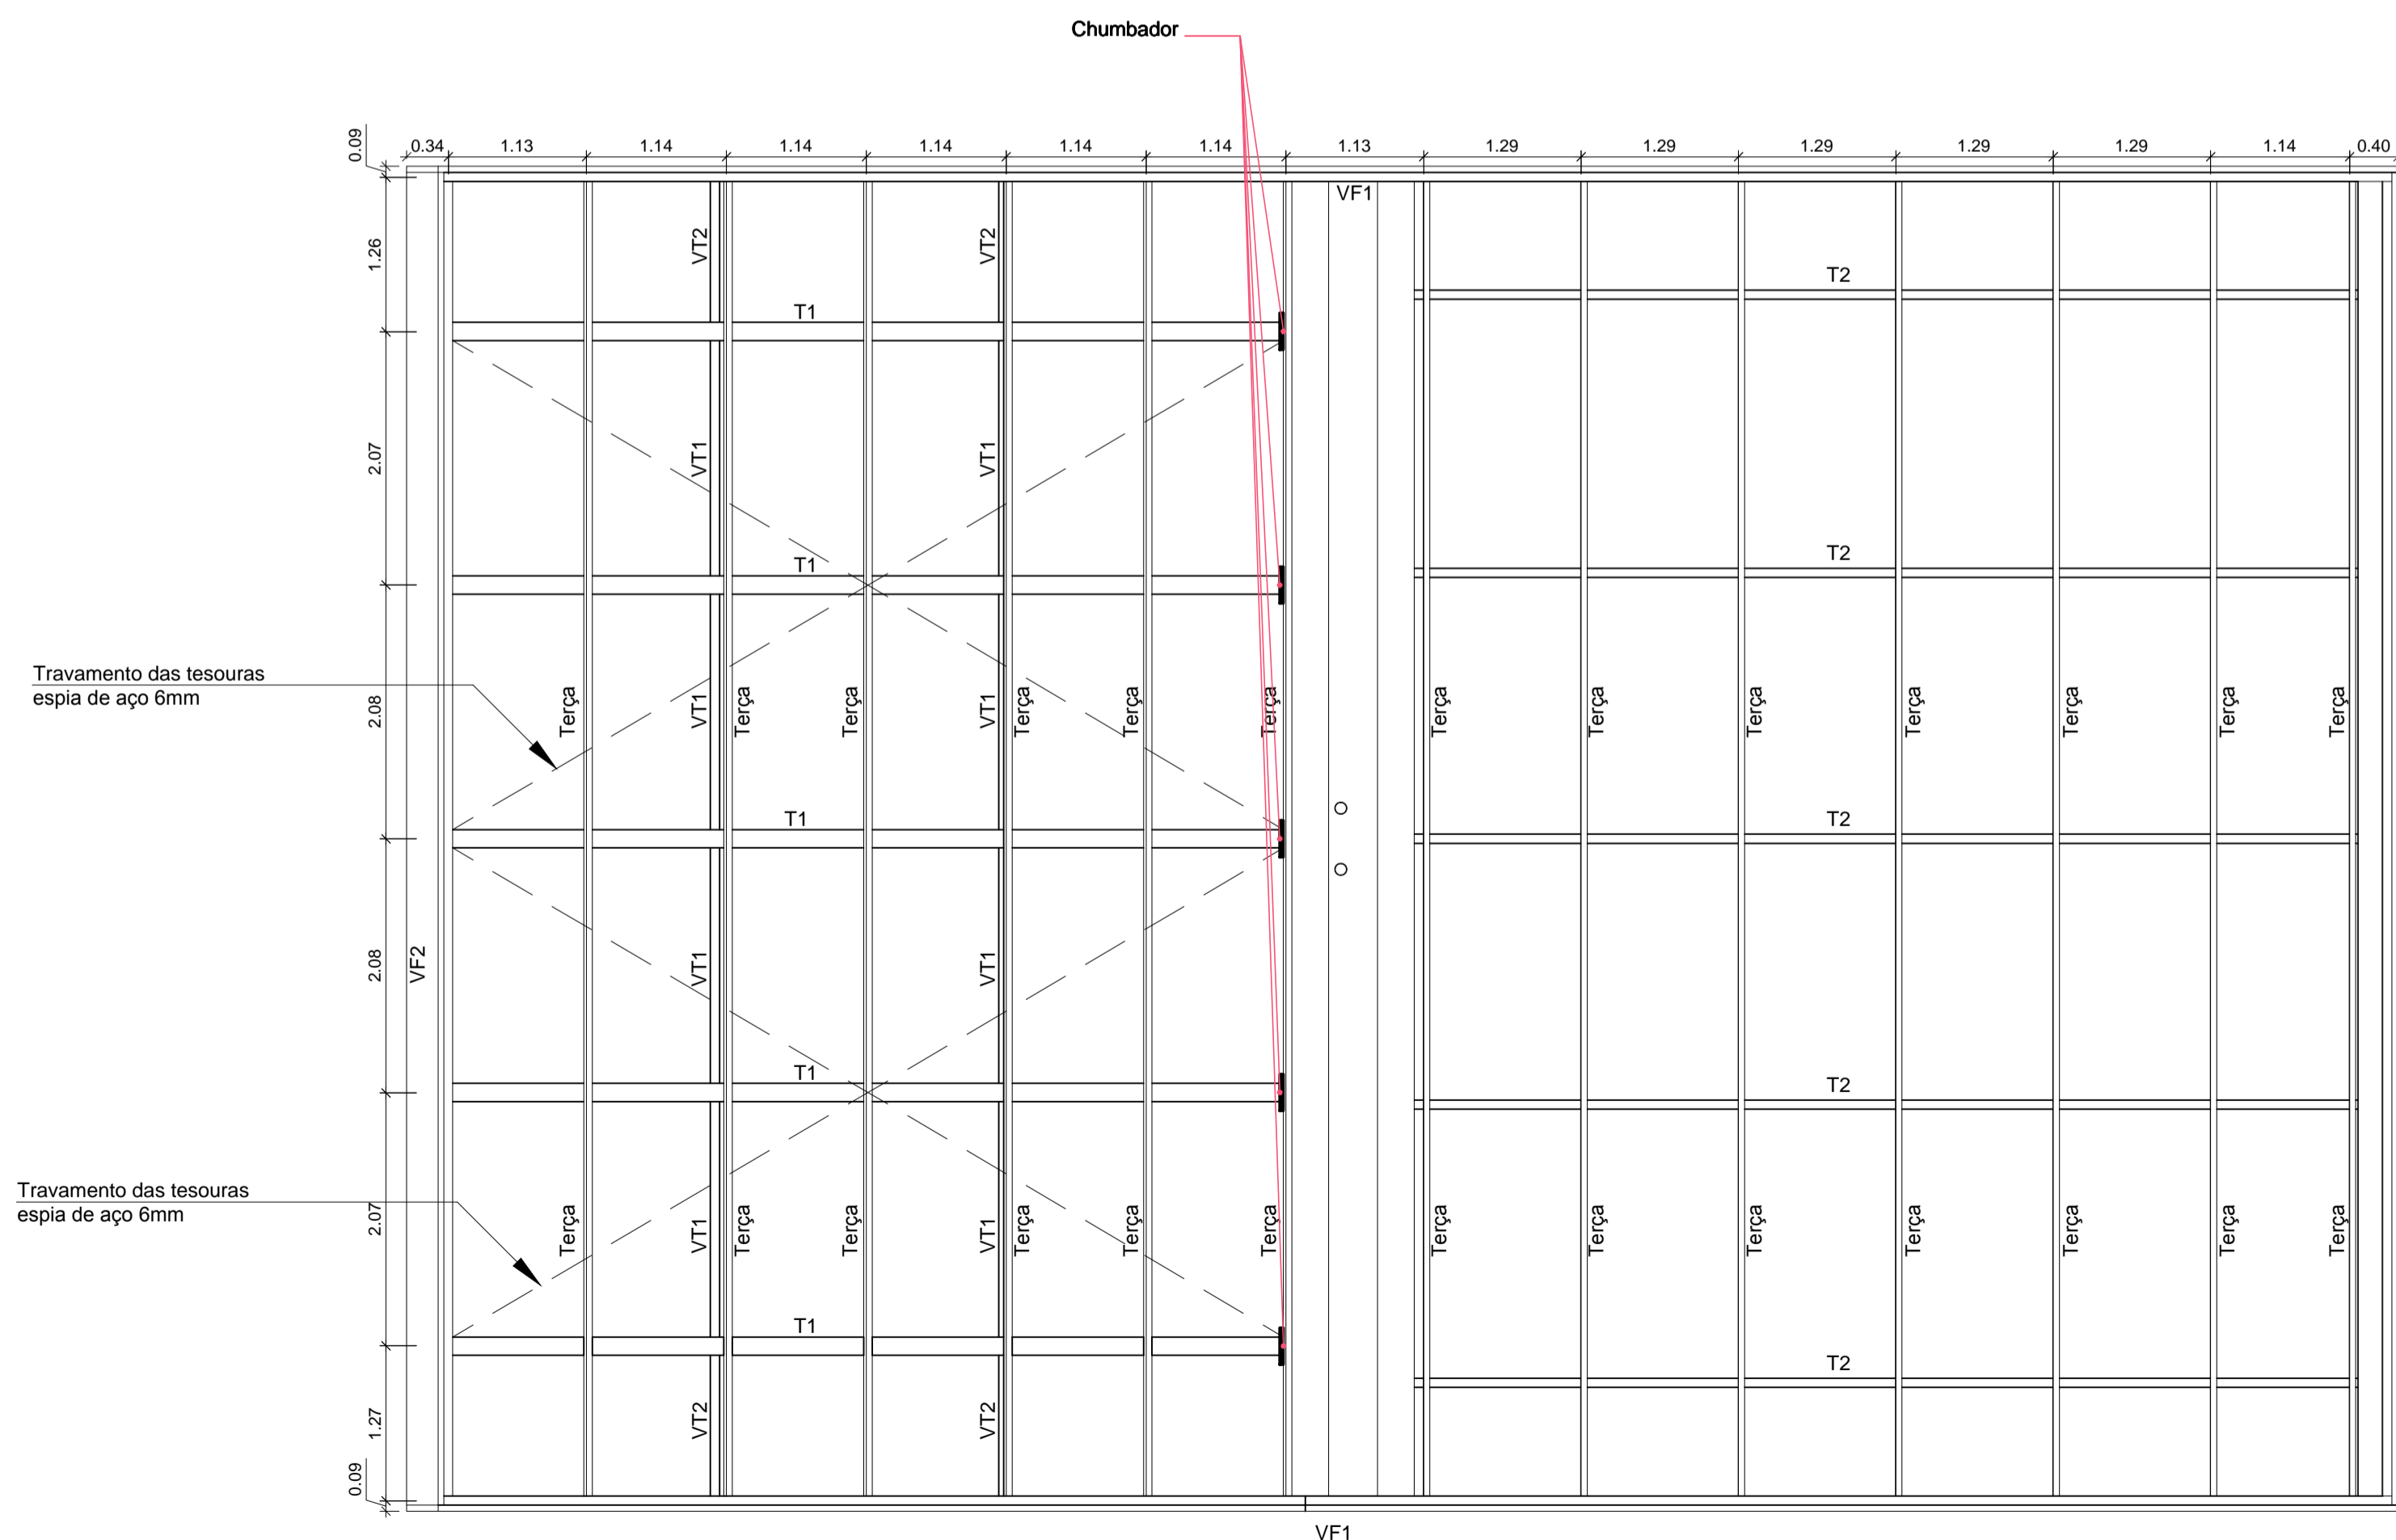 Chumbador
0.09
0.34 1.13 1.14 1.14 1.14 1.14 1.14 1.13 1.29 1.29 1.29 1.29 1.29 1.14 0.40
VF1
1.26
VT2 VT2
T2
T1
2.07
VT1 VT1
T2
T1
Travamento das tesouras
espia de aço 6mm
2.08
Terça VT1 Terça Terça VT1 Terça Terça Terça Terça Terça Terça Terça Terça Terça Terça
T1
T2
2.08
VF2
VT1 VT1
T1
T2
Travamento das tesouras
espia de aço 6mm
2.07
Terça VT1 Terça Terça VT1 Terça Terça Terça Terça Terça Terça Terça Terça Terça Terça
T1
T2
1.27
VT2 VT2
0.09
VF1